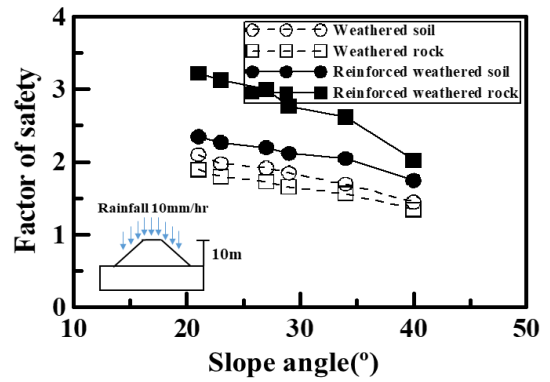 4
Weathered soil
Weathered rock
Reinforced weathered soil
Reinforced weathered rock
3
2
Rainfall 10mm/hr
10m
1
0
10 20 30 40 50
Factor of safety
Slope angle(º)